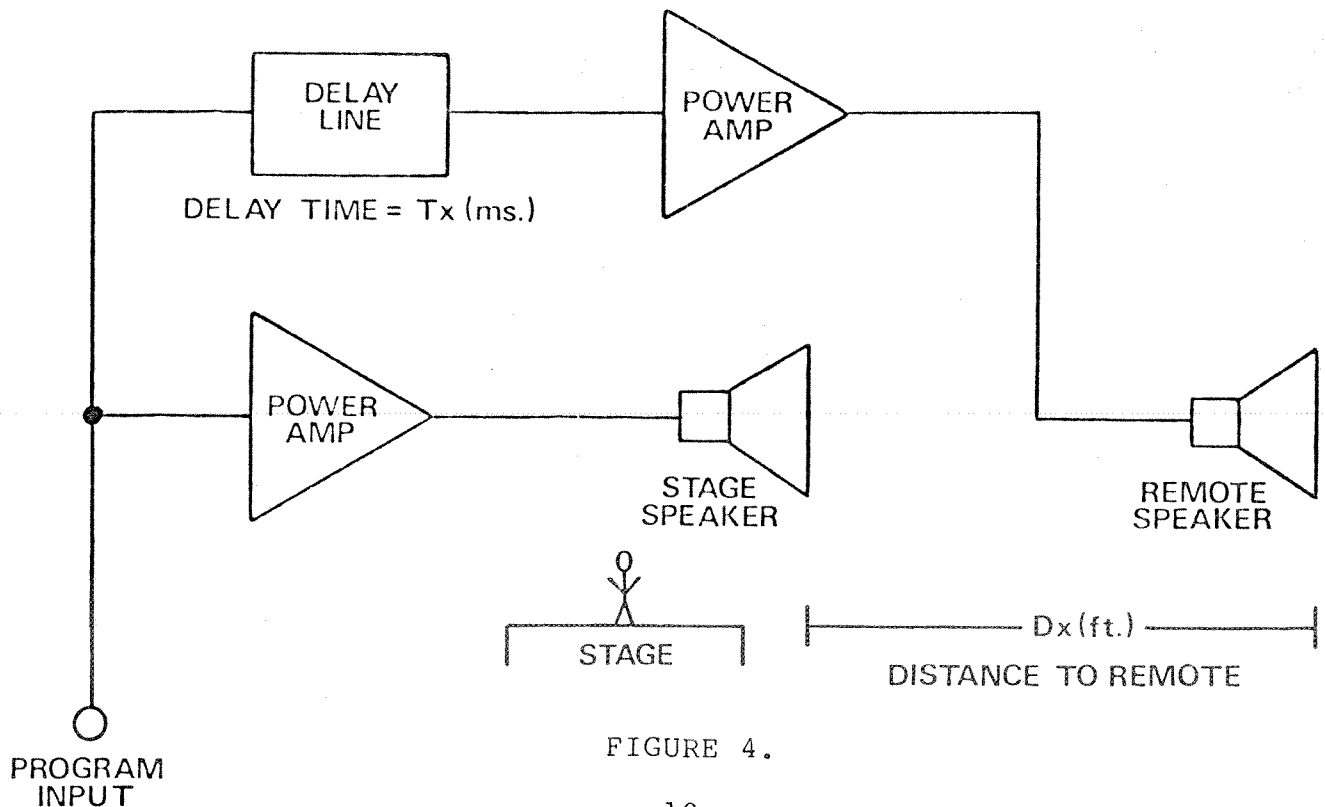 DELAY
LINE
POWER
AMP
DELAY TIME = Tx (ms.)
POWER
AMP
STAGE
SPEAKER
REMOTE
SPEAKER
Dx (ft.)
STAGE
DISTANCE TO REMOTE
PROGRAM
INPUT
FIGURE 4.